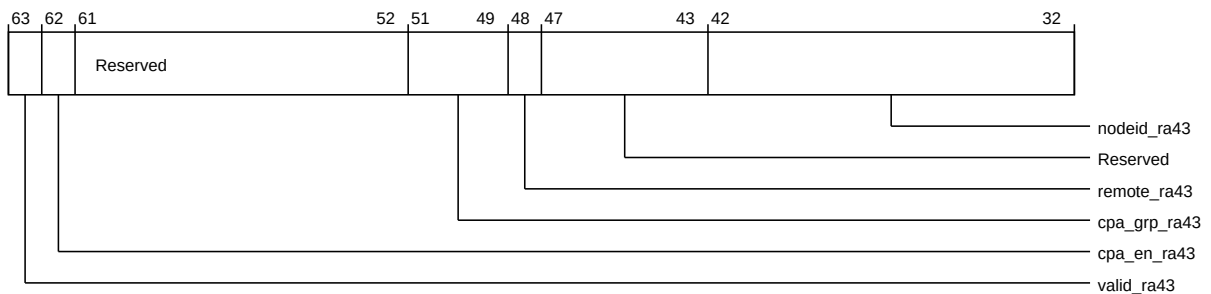 63 62 61 52 51 49 48 47 43 42 32
Reserved
nodeid_ra43
Reserved
remote_ra43
cpa_grp_ra43
cpa_en_ra43
valid_ra43